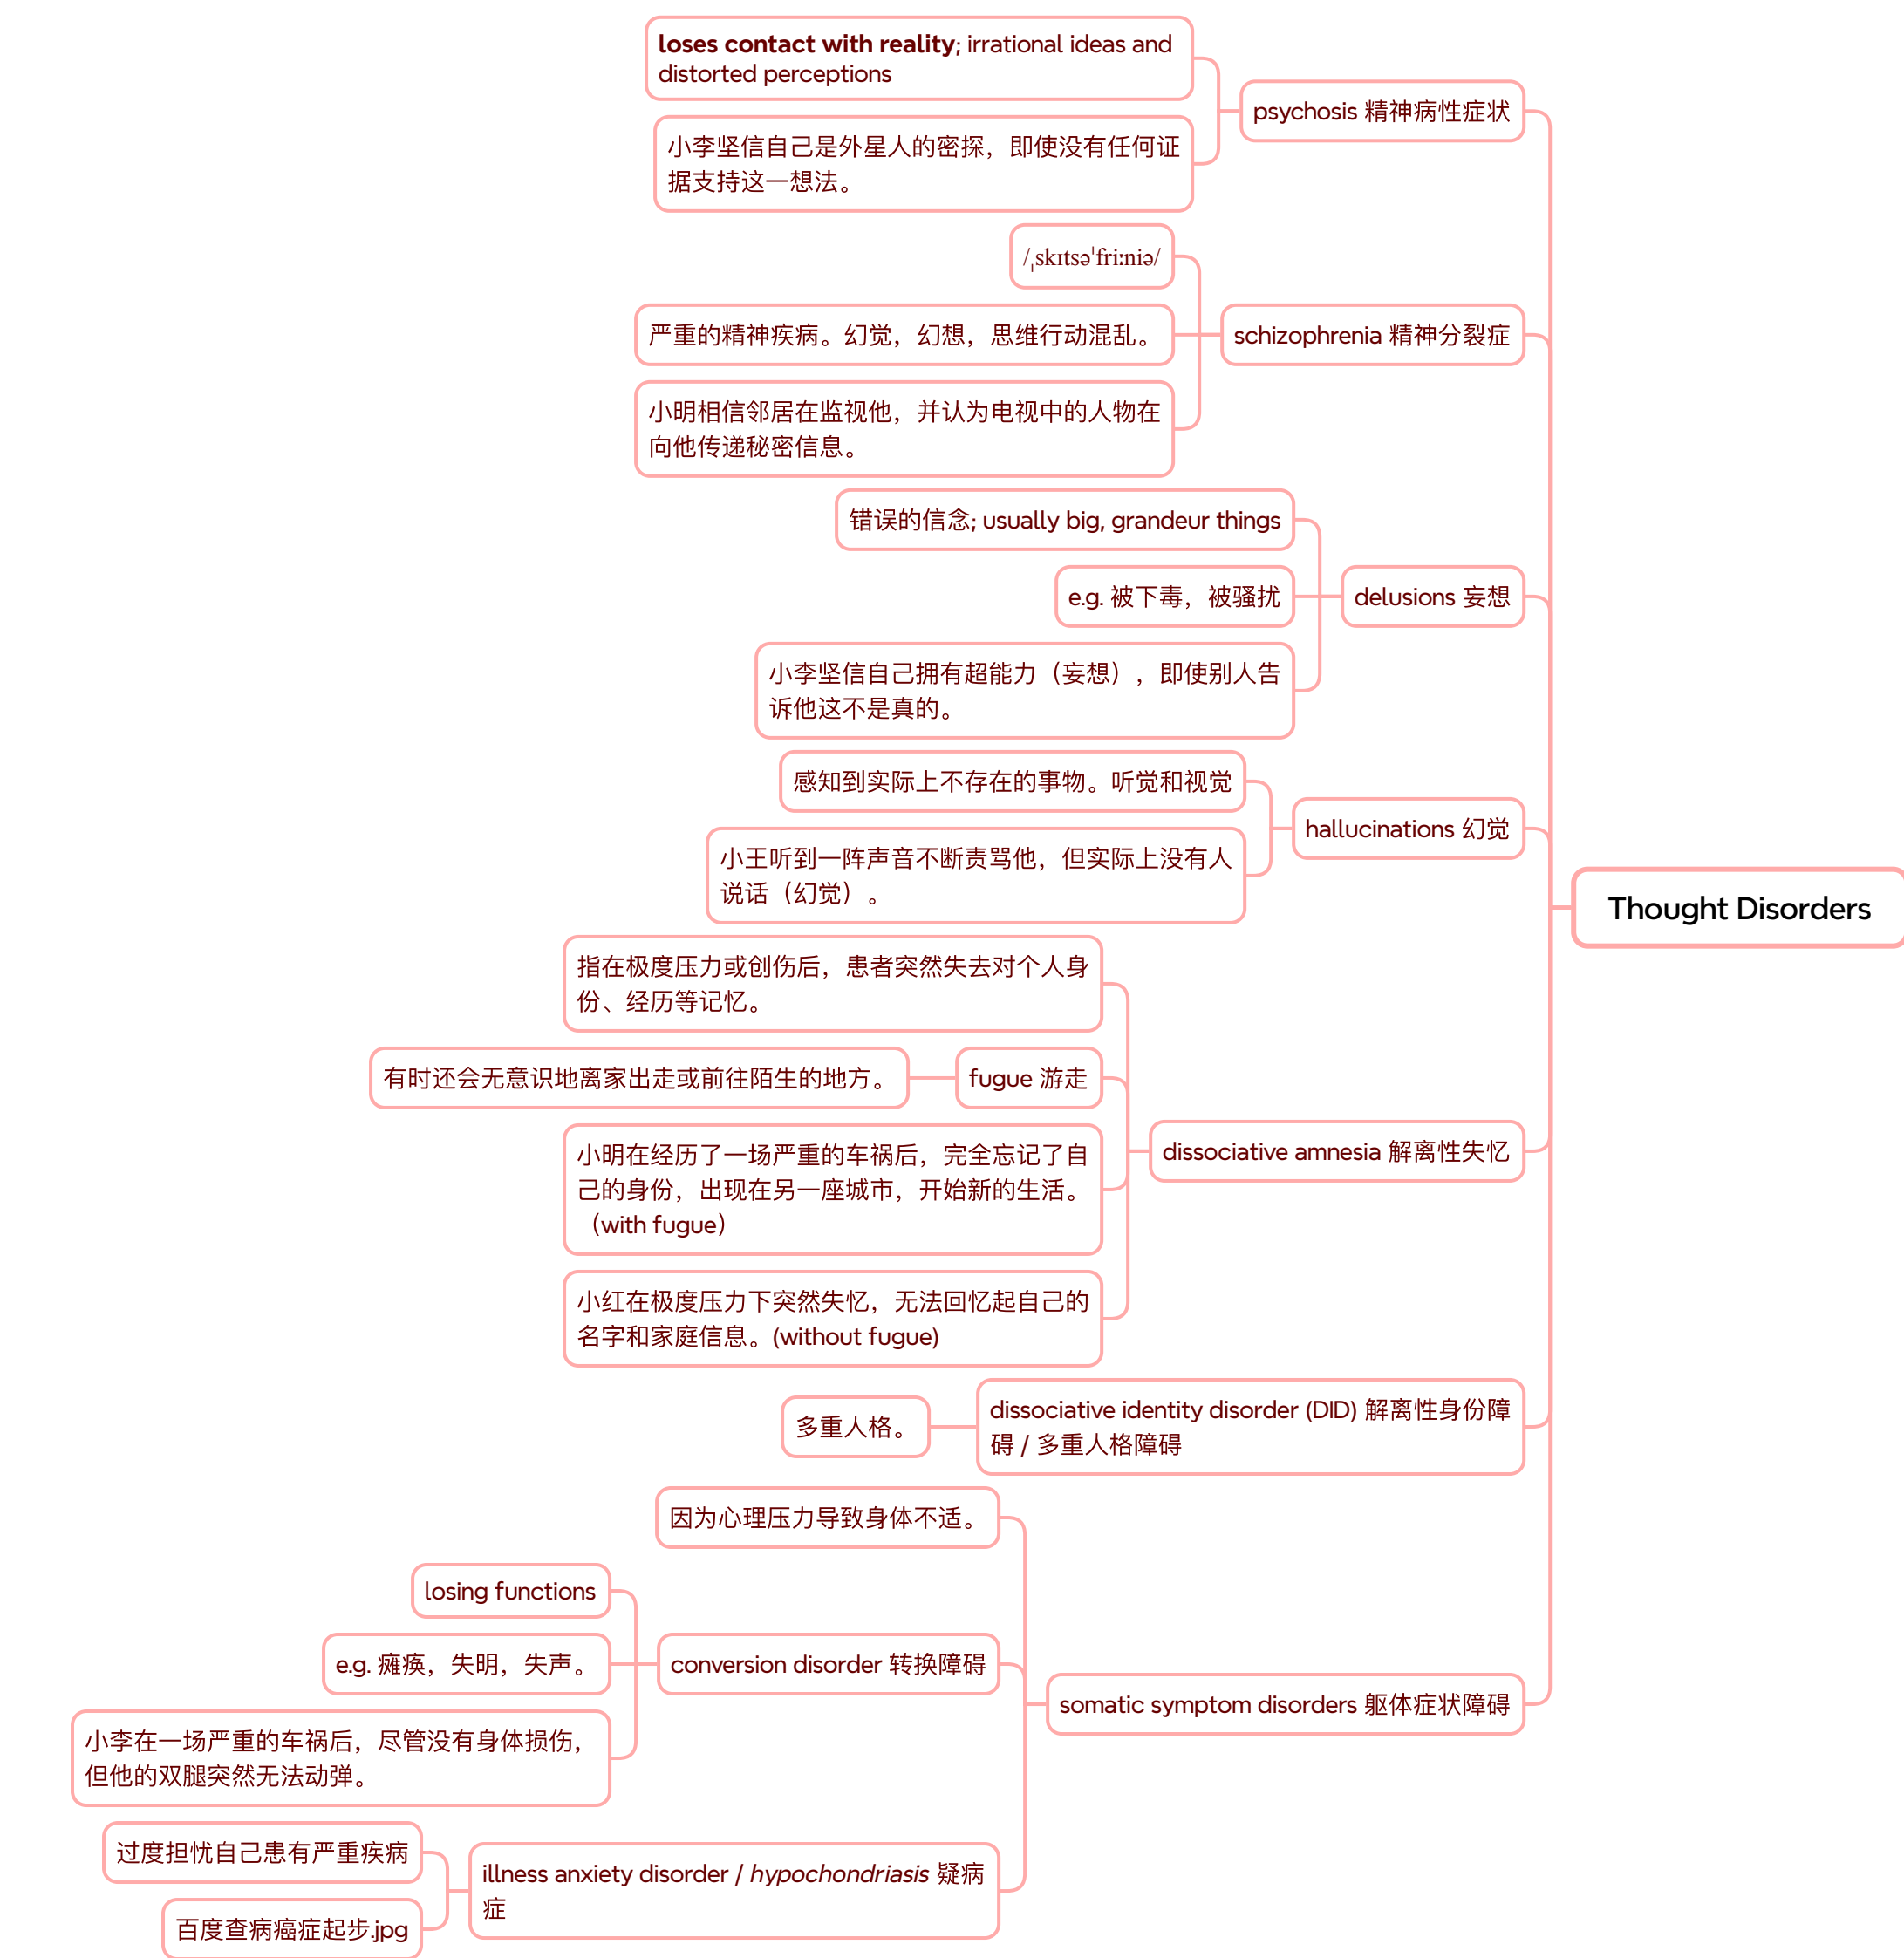 loses contact with reality; irrational ideas and
distorted perceptions
psychosis 精神病性症状
小李坚信自己是外星人的密探，即使没有任何证
据支持这一想法。
/ˌskɪtsəˈfriːniə/
严重的精神疾病。幻觉，幻想，思维行动混乱。
schizophrenia 精神分裂症
小明相信邻居在监视他，并认为电视中的人物在
向他传递秘密信息。
错误的信念; usually big, grandeur things
e.g. 被下毒，被骚扰
delusions 妄想
小李坚信自己拥有超能力（妄想），即使别人告
诉他这不是真的。
感知到实际上不存在的事物。听觉和视觉
hallucinations 幻觉
小王听到一阵声音不断责骂他，但实际上没有人
说话（幻觉）。
Thought Disorders
指在极度压力或创伤后，患者突然失去对个人身
份、经历等记忆。
有时还会无意识地离家出走或前往陌生的地方。
fugue 游走
小明在经历了一场严重的车祸后，完全忘记了自
己的身份，出现在另一座城市，开始新的生活。
（with fugue）
dissociative amnesia 解离性失忆
小红在极度压力下突然失忆，无法回忆起自己的
名字和家庭信息。(without fugue)
多重人格。
dissociative identity disorder (DID) 解离性身份障
碍 / 多重人格障碍
因为心理压力导致身体不适。
losing functions
e.g. 瘫痪，失明，失声。
conversion disorder 转换障碍
小李在一场严重的车祸后，尽管没有身体损伤，
但他的双腿突然无法动弹。
somatic symptom disorders 躯体症状障碍
过度担忧自己患有严重疾病
illness anxiety disorder / hypochondriasis 疑病
症
百度查病癌症起步.jpg